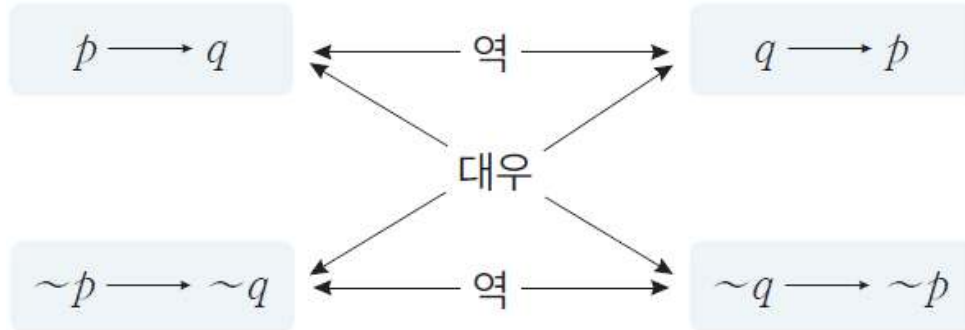 p ⟶ q 역 q ⟶ p
대우
~p ⟶ ~q 역 ~q ⟶ ~p